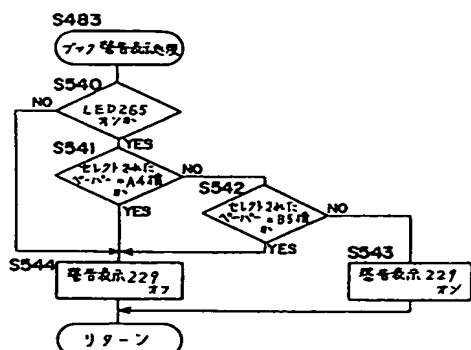 S483
ブック警告表示処理
S540
LED265
オンか
NO
YES
S541
セレクトされた
ペーパー=A4横
か
NO
YES
S542
セレクトされた
ペーパー=B5横
か
NO
YES
S543
警告表示229
オン
S544
警告表示229
オフ
リターン